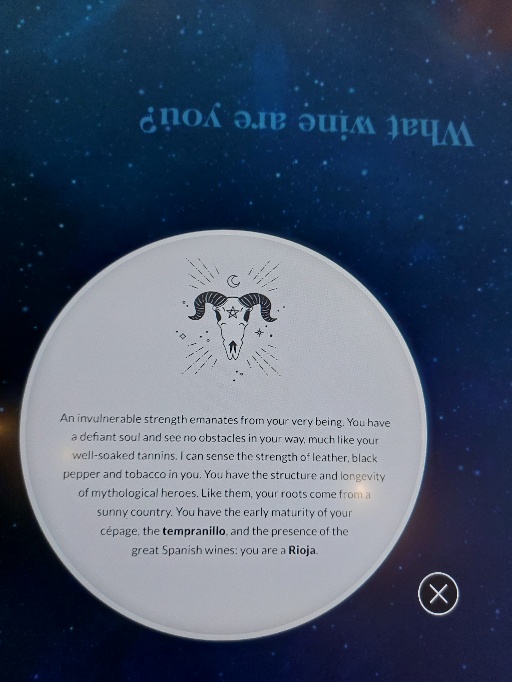 What wine are you?
An invulnerable strength emanates from your very being. You have
a defiant soul and see no obstacles in your way, much like your
well-soaked tannins. I can sense the strength of leather, black
pepper and tobacco in you. You have the structure and longevity
of mythological heroes. Like them, your roots come from a
sunny country. You have the early maturity of your
cépage, the tempranillo, and the presence of the
great Spanish wines: you are a Rioja.